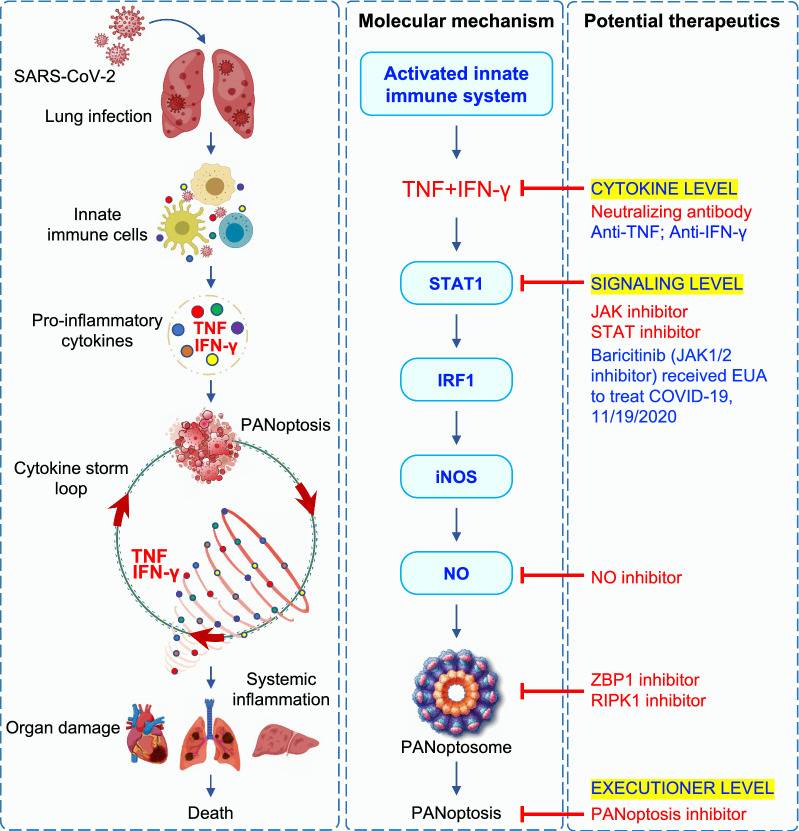 SARS-CoV-2
Lung infection
Innate
immune cells
Pro-inflammatory
cytokines
TNF
IFN-γ
PANoptosis
Cytokine storm
loop
TNF
IFN-γ
Systemic
inflammation
Organ damage
Death
Molecular mechanism
Activated innate
immune system
TNF+IFN-γ
STAT1
IRF1
iNOS
NO
PANoptosome
PANoptosis
Potential therapeutics
CYTOKINE LEVEL
Neutralizing antibody
Anti-TNF; Anti-IFN-γ
SIGNALING LEVEL
JAK inhibitor
STAT inhibitor
Baricitinib (JAK1/2
inhibitor) received EUA
to treat COVID-19,
11/19/2020
NO inhibitor
ZBP1 inhibitor
RIPK1 inhibitor
EXECUTIONER LEVEL
PANoptosis inhibitor